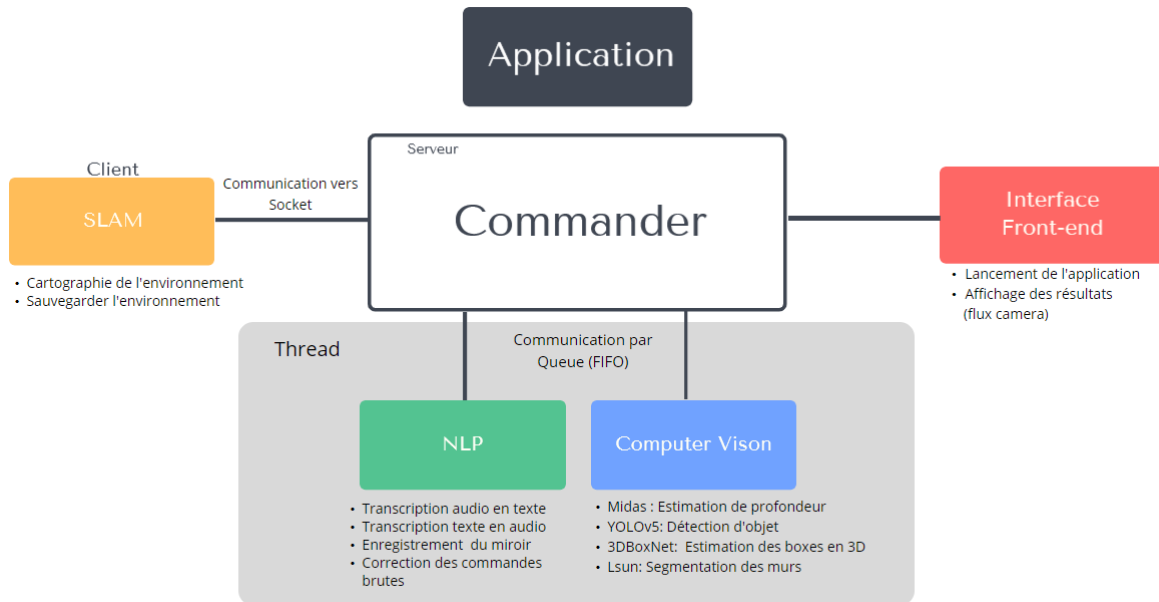 Application
Serveur
Commander
Client
SLAM
Communication vers
Socket
Interface
Front-end
• Cartographie de l'environnement
• Sauvegarder l'environnement
• Lancement de l'application
• Affichage des résultats
(flux camera)
Thread
Communication par
Queue (FIFO)
NLP
Computer Vison
• Transcription audio en texte
• Transcription texte en audio
• Enregistrement du miroir
• Correction des commandes
brutes
• Midas : Estimation de profondeur
• YOLOv5: Détection d'objet
• 3DBoxNet: Estimation des boxes en 3D
• Lsun: Segmentation des murs